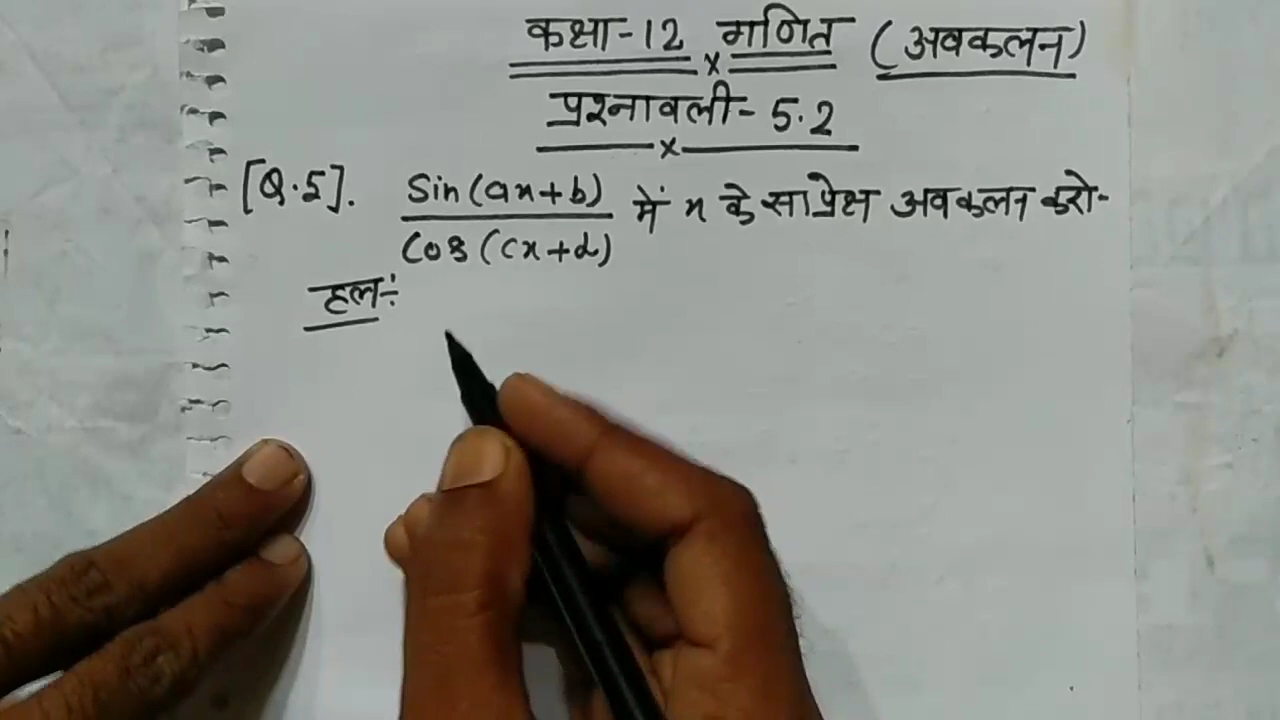 कक्षा-12 × गणित (अवकलन)
प्रश्नावली- 5.2
×
[Q.5]. Sin(ax+b)/Cos(cx+d) में x के सापेक्ष अवकलन करो-
हल÷